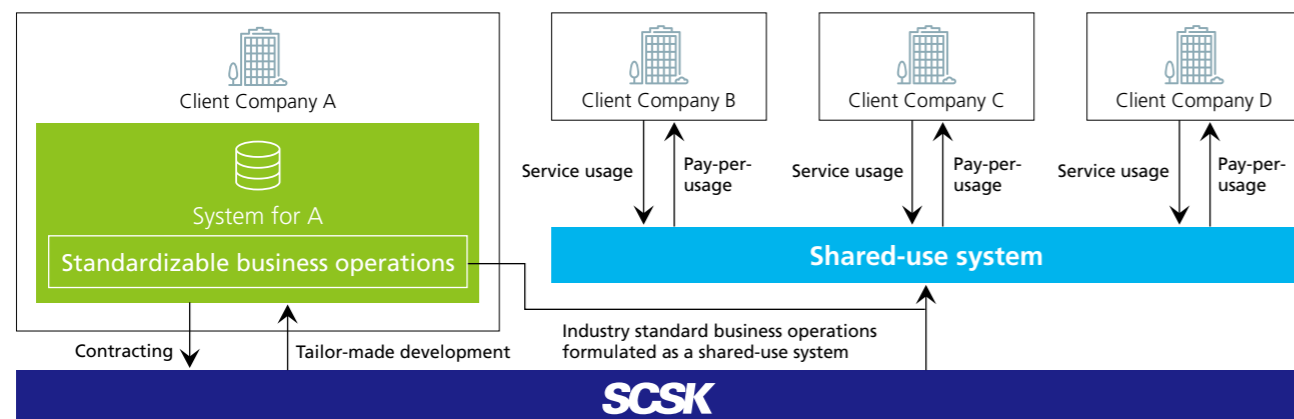 Client Company A
System for A
Standardizable business operations
Contracting
Tailor-made development
Client Company B
Client Company C
Client Company D
Service usage
Pay-per-
usage
Service usage
Pay-per-
usage
Service usage
Pay-per-
usage
Shared-use system
Industry standard business operations
formulated as a shared-use system
SCSK